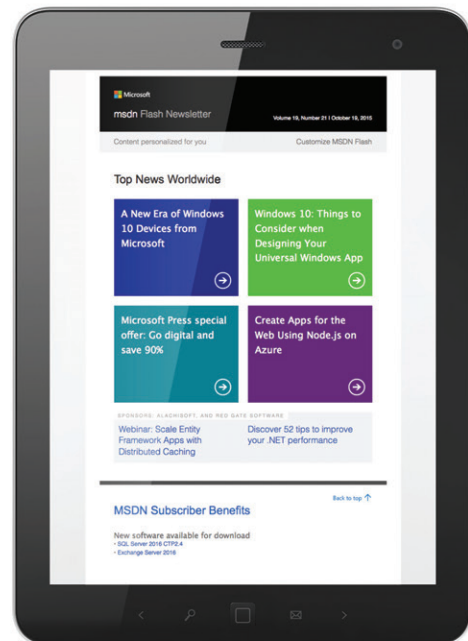 Microsoft
msdn Flash Newsletter
Volume 19, Number 21 | October 19, 2015
Content personalized for you
Customize MSDN Flash
Top News Worldwide
A New Era of Windows
10 Devices from
Microsoft
Windows 10: Things to
Consider when
Designing Your
Universal Windows App
Microsoft Press special
offer: Go digital and
save 90%
Create Apps for the
Web Using Node.js on
Azure
SPONSORS: ALACHISOFT, AND RED GATE SOFTWARE
Webinar: Scale Entity
Framework Apps with
Distributed Caching
Discover 52 tips to improve
your .NET performance
Back to top
MSDN Subscriber Benefits
New software available for download
- SQL Server 2016 CTP2.4
- Exchange Server 2016